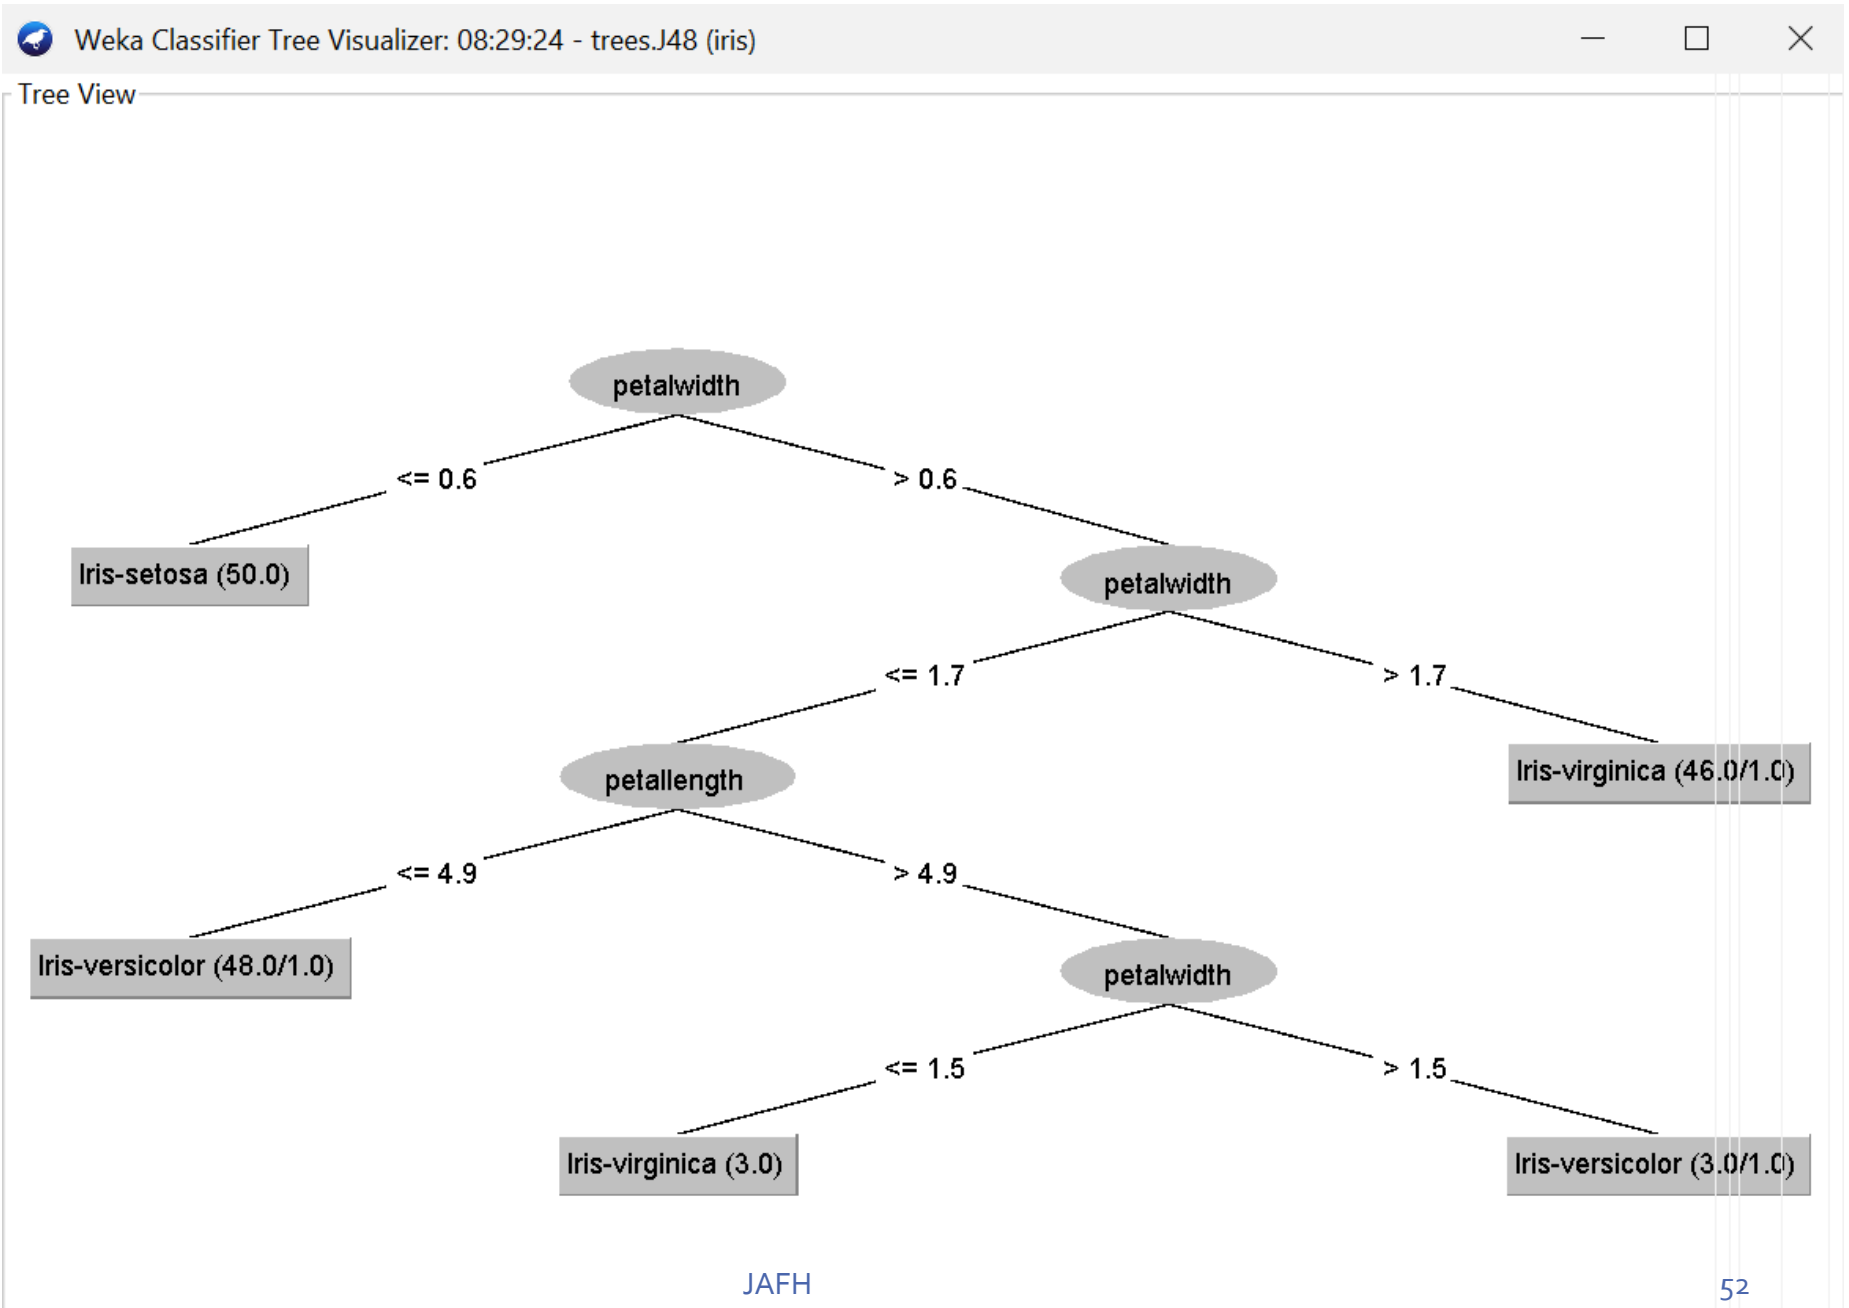 Weka Classifier Tree Visualizer: 08:29:24 - trees.J48 (iris)
Tree View
petalwidth
<= 0.6
> 0.6
Iris-setosa (50.0)
petalwidth
<= 1.7
> 1.7
petallength
Iris-virginica (46.0/1.0)
<= 4.9
> 4.9
Iris-versicolor (48.0/1.0)
petalwidth
<= 1.5
> 1.5
Iris-virginica (3.0)
Iris-versicolor (3.0/1.0)
JAFH
52